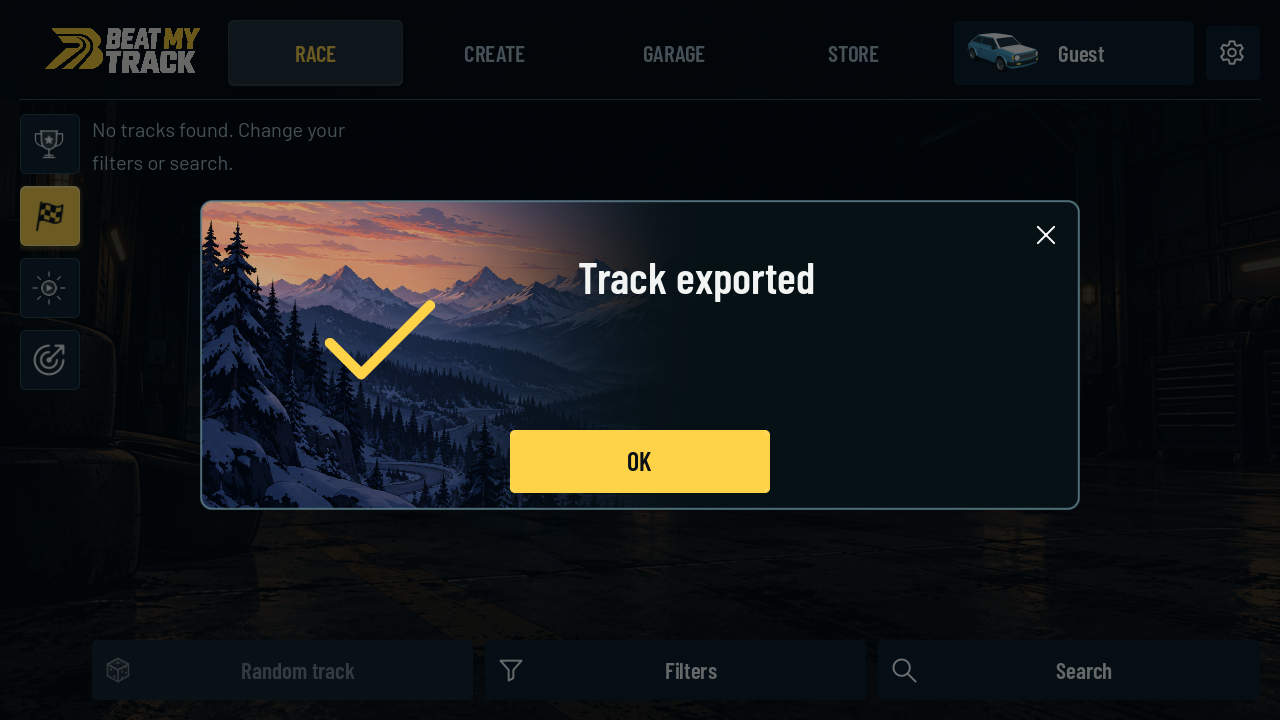 BEAT MY
TRACK
RACE
CREATE
GARAGE
STORE
Guest
No tracks found. Change your
filters or search.
Track exported
OK
Random track
Filters
Search